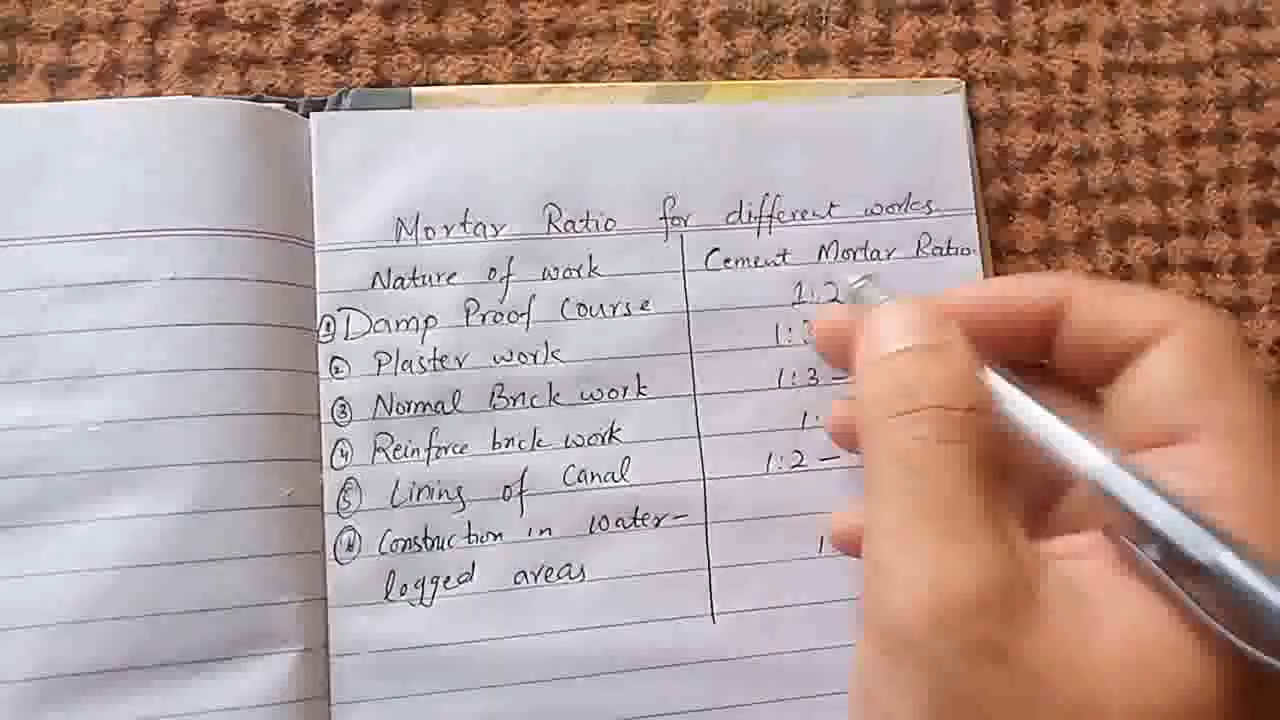 Mortar Ratio for different works
Nature of work Cement Mortar Ratio
① Damp Proof Course 1:2
② Plaster work 1:3
③ Normal Brick work 1:3 –
④ Reinforce brick work 1:
⑤ Lining of Canal 1:2 –
Construction in water-
logged areas 1